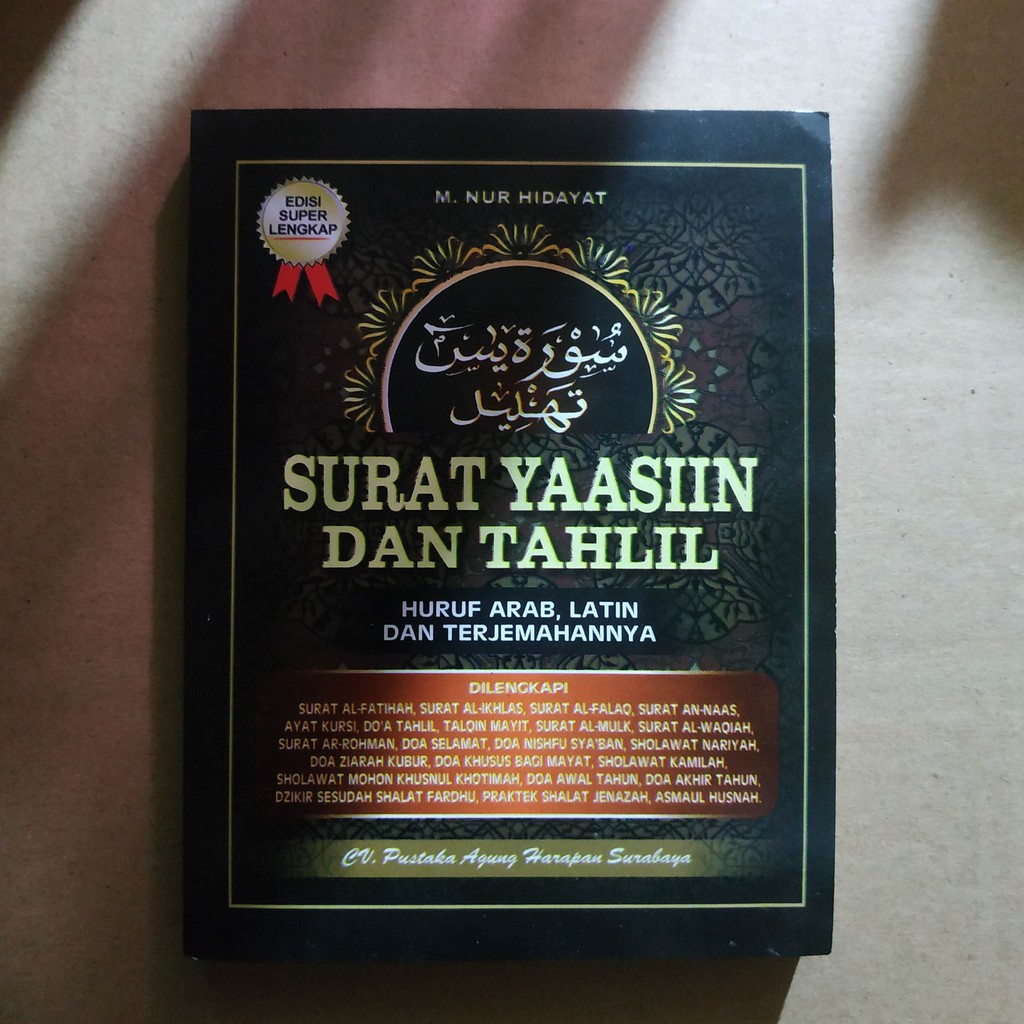 M. NUR HIDAYAT
EDISI
SUPER
LENGKAP
سُوْرَة يس
تَهْلِيل
SURAT YAASIIN
DAN TAHLIL
HURUF ARAB, LATIN
DAN TERJEMAHANNYA
DILENGKAPI
SURAT AL-FATIHAH, SURAT AL-IKHLAS, SURAT AL-FALAQ, SURAT AN-NAAS,
AYAT KURSI, DO'A TAHLIL, TALQIN MAYIT, SURAT AL-MULK, SURAT AL-WAQIAH,
SURAT AR-ROHMAN, DOA SELAMAT, DOA NISHFU SYA'BAN, SHOLAWAT NARIYAH,
DOA ZIARAH KUBUR, DOA KHUSUS BAGI MAYAT, SHOLAWAT KAMILAH,
SHOLAWAT MOHON KHUSNUL KHOTIMAH, DOA AWAL TAHUN, DOA AKHIR TAHUN,
DZIKIR SESUDAH SHALAT FARDHU, PRAKTEK SHALAT JENAZAH, ASMAUL HUSNAH.
CV. Pustaka Agung Harapan Surabaya